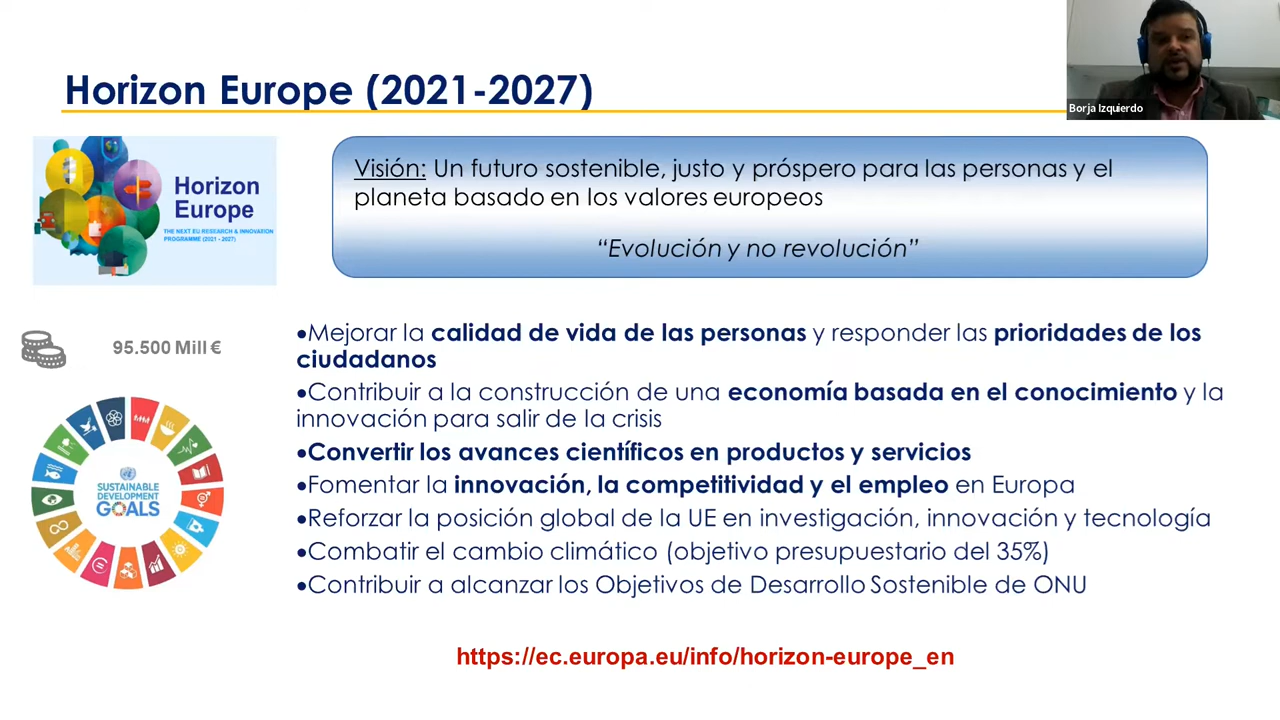 Horizon Europe (2021-2027)
Borja Izquierdo
Horizon
Europe
THE NEXT EU RESEARCH & INNOVATION
PROGRAMME (2021 - 2027)
Visión: Un futuro sostenible, justo y próspero para las personas y el
planeta basado en los valores europeos
“Evolución y no revolución”
95.500 Mill €
•Mejorar la calidad de vida de las personas y responder las prioridades de los
ciudadanos
•Contribuir a la construcción de una economía basada en el conocimiento y la
innovación para salir de la crisis
•Convertir los avances científicos en productos y servicios
•Fomentar la innovación, la competitividad y el empleo en Europa
•Reforzar la posición global de la UE en investigación, innovación y tecnología
•Combatir el cambio climático (objetivo presupuestario del 35%)
•Contribuir a alcanzar los Objetivos de Desarrollo Sostenible de ONU
SUSTAINABLE
DEVELOPMENT
GOALS
https://ec.europa.eu/info/horizon-europe_en